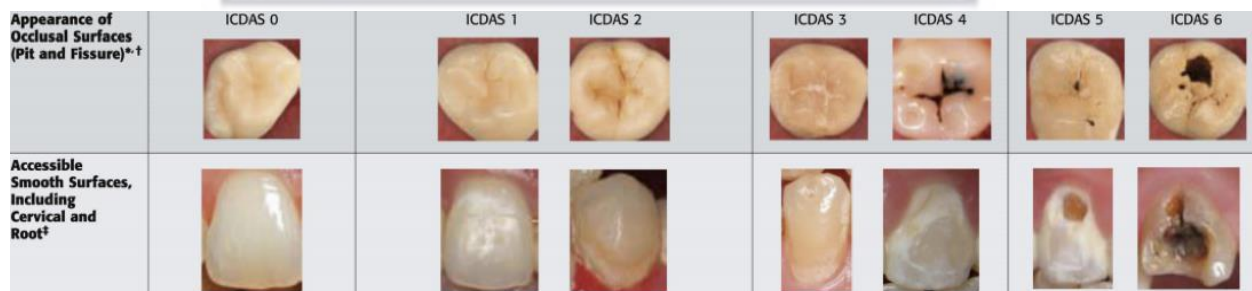 Appearance of
Occlusal Surfaces
(Pit and Fissure)*,†
ICDAS 0
ICDAS 1
ICDAS 2
ICDAS 3
ICDAS 4
ICDAS 5
ICDAS 6
Accessible
Smooth Surfaces,
Including
Cervical and
Root‡